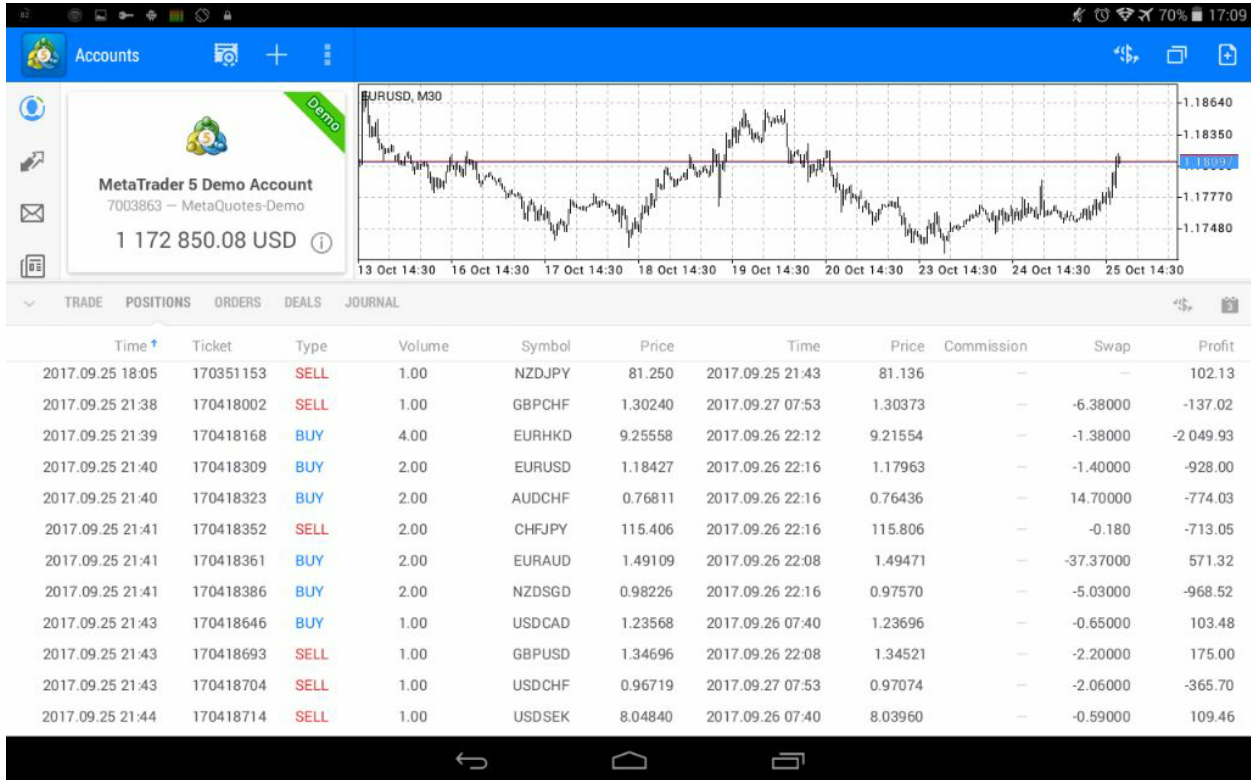 70% 17:09
Accounts
EURUSD, M30
Demo
MetaTrader 5 Demo Account
7003863 — MetaQuotes-Demo
1 172 850.08 USD
1.18640
1.18350
1.18097
1.17770
1.17480
13 Oct 14:30 16 Oct 14:30 17 Oct 14:30 18 Oct 14:30 19 Oct 14:30 20 Oct 14:30 23 Oct 14:30 24 Oct 14:30 25 Oct 14:30
TRADE POSITIONS ORDERS DEALS JOURNAL
Time Ticket Type Volume Symbol Price Time Price Commission Swap Profit
2017.09.25 18:05 170351153 SELL 1.00 NZDJPY 81.250 2017.09.25 21:43 81.136 — — 102.13
2017.09.25 21:38 170418002 SELL 1.00 GBPCHF 1.30240 2017.09.27 07:53 1.30373 — -6.38000 -137.02
2017.09.25 21:39 170418168 BUY 4.00 EURHKD 9.25558 2017.09.26 22:12 9.21554 — -1.38000 -2 049.93
2017.09.25 21:40 170418309 BUY 2.00 EURUSD 1.18427 2017.09.26 22:16 1.17963 — -1.40000 -928.00
2017.09.25 21:40 170418323 BUY 2.00 AUDCHF 0.76811 2017.09.26 22:16 0.76436 — 14.70000 -774.03
2017.09.25 21:41 170418352 SELL 2.00 CHFJPY 115.406 2017.09.26 22:16 115.806 — -0.180 -713.05
2017.09.25 21:41 170418361 BUY 2.00 EURAUD 1.49109 2017.09.26 22:08 1.49471 — -37.37000 571.32
2017.09.25 21:41 170418386 BUY 2.00 NZDSGD 0.98226 2017.09.26 22:16 0.97570 — -5.03000 -968.52
2017.09.25 21:43 170418646 BUY 1.00 USDCAD 1.23568 2017.09.26 07:40 1.23696 — -0.65000 103.48
2017.09.25 21:43 170418693 SELL 1.00 GBPUSD 1.34696 2017.09.26 22:08 1.34521 — -2.20000 175.00
2017.09.25 21:43 170418704 SELL 1.00 USDCHF 0.96719 2017.09.27 07:53 0.97074 — -2.06000 -365.70
2017.09.25 21:44 170418714 SELL 1.00 USDSEK 8.04840 2017.09.26 07:40 8.03960 — -0.59000 109.46